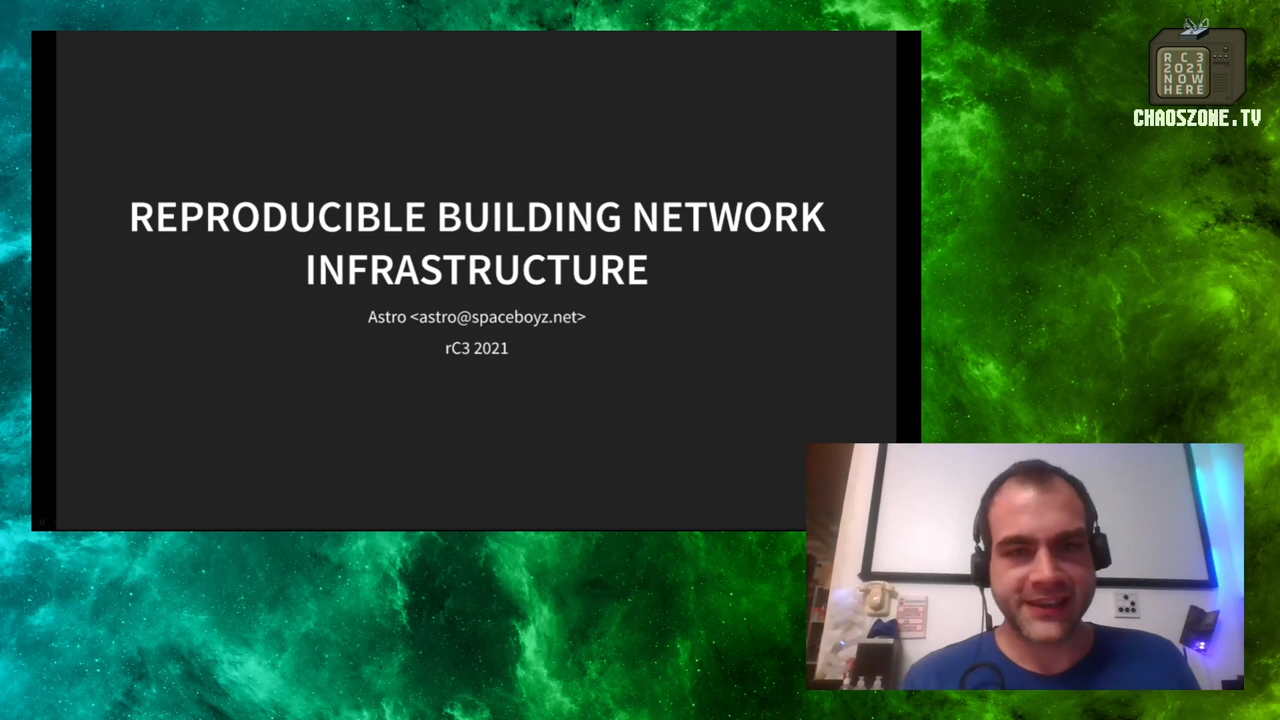 REPRODUCIBLE BUILDING NETWORK
INFRASTRUCTURE
Astro <astro@spaceboyz.net>
rC3 2021
RC3
2021
NOW
HERE
CHAOSZONE.TV